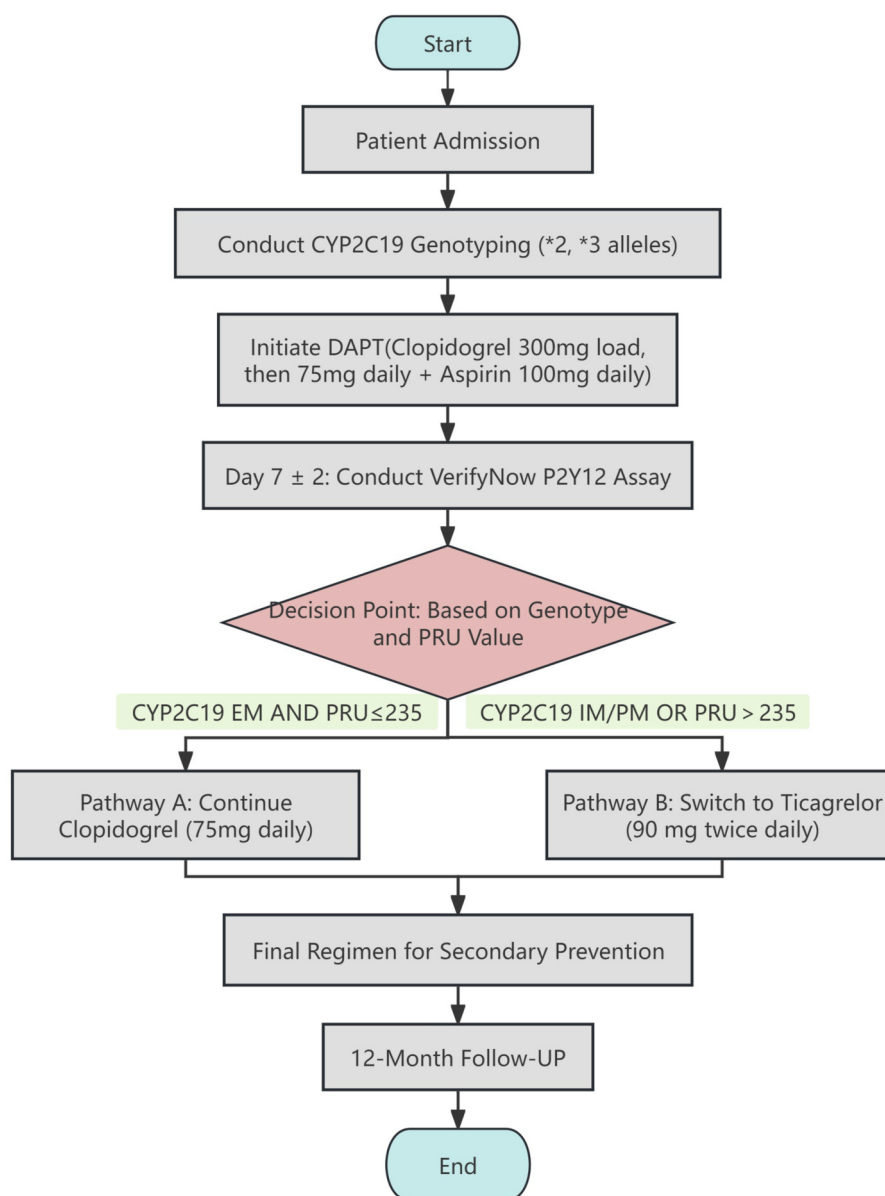 Start
Patient Admission
Conduct CYP2C19 Genotyping (*2, *3 alleles)
Initiate DAPT(Clopidogrel 300mg load,
then 75mg daily + Aspirin 100mg daily)
Day 7 ± 2: Conduct VerifyNow P2Y12 Assay
Decision Point: Based on Genotype
and PRU Value
CYP2C19 EM AND PRU≤235
CYP2C19 IM/PM OR PRU > 235
Pathway A: Continue
Clopidogrel (75mg daily)
Pathway B: Switch to Ticagrelor
(90 mg twice daily)
Final Regimen for Secondary Prevention
12-Month Follow-UP
End